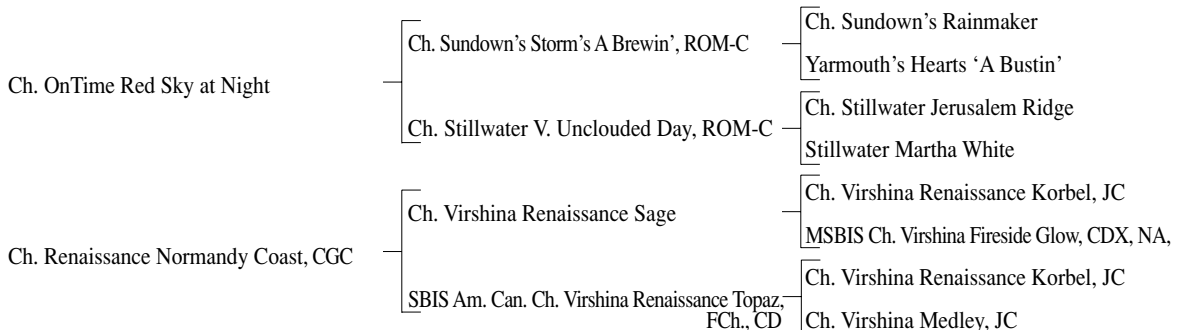 Ch. Sundown's Rainmaker
Ch. Sundown's Storm's A Brewin', ROM-C
Yarmouth's Hearts ‘A Bustin’
Ch. OnTime Red Sky at Night
Ch. Stillwater Jerusalem Ridge
Ch. Stillwater V. Unclouded Day, ROM-C
Stillwater Martha White
Ch. Virshina Renaissance Korbel, JC
Ch. Virshina Renaissance Sage
MSBIS Ch. Virshina Fireside Glow, CDX, NA,
Ch. Renaissance Normandy Coast, CGC
Ch. Virshina Renaissance Korbel, JC
SBIS Am. Can. Ch. Virshina Renaissance Topaz,
FCh., CD
Ch. Virshina Medley, JC